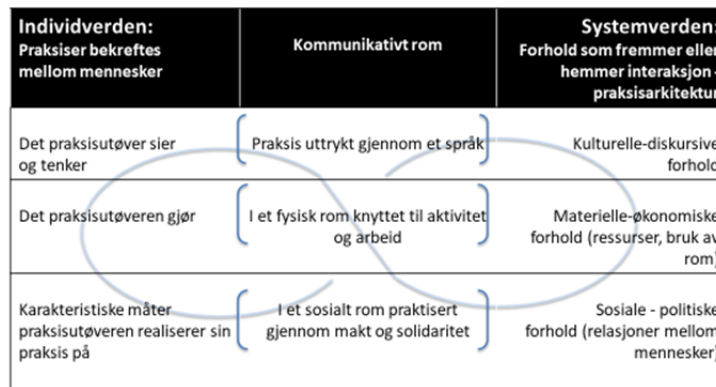 Individverden:
Praksiser bekreftes
mellom mennesker
Kommunikativt rom
Systemverden:
Forhold som fremmer eller
hemmer interaksjon -
praksisarkitektur
Det praksisutøver sier
og tenker
Praksis uttrykt gjennom et språk
Kulturelle-diskursive
forhold
Det praksisutøveren gjør
I et fysisk rom knyttet til aktivitet
og arbeid
Materielle-økonomiske
forhold (ressurser, bruk av
rom)
Karakteristiske måter
praksisutøveren realiserer sin
praksis på
I et sosialt rom praktisert
gjennom makt og solidaritet
Sosiale - politiske
forhold (relasjoner mellom
mennesker)